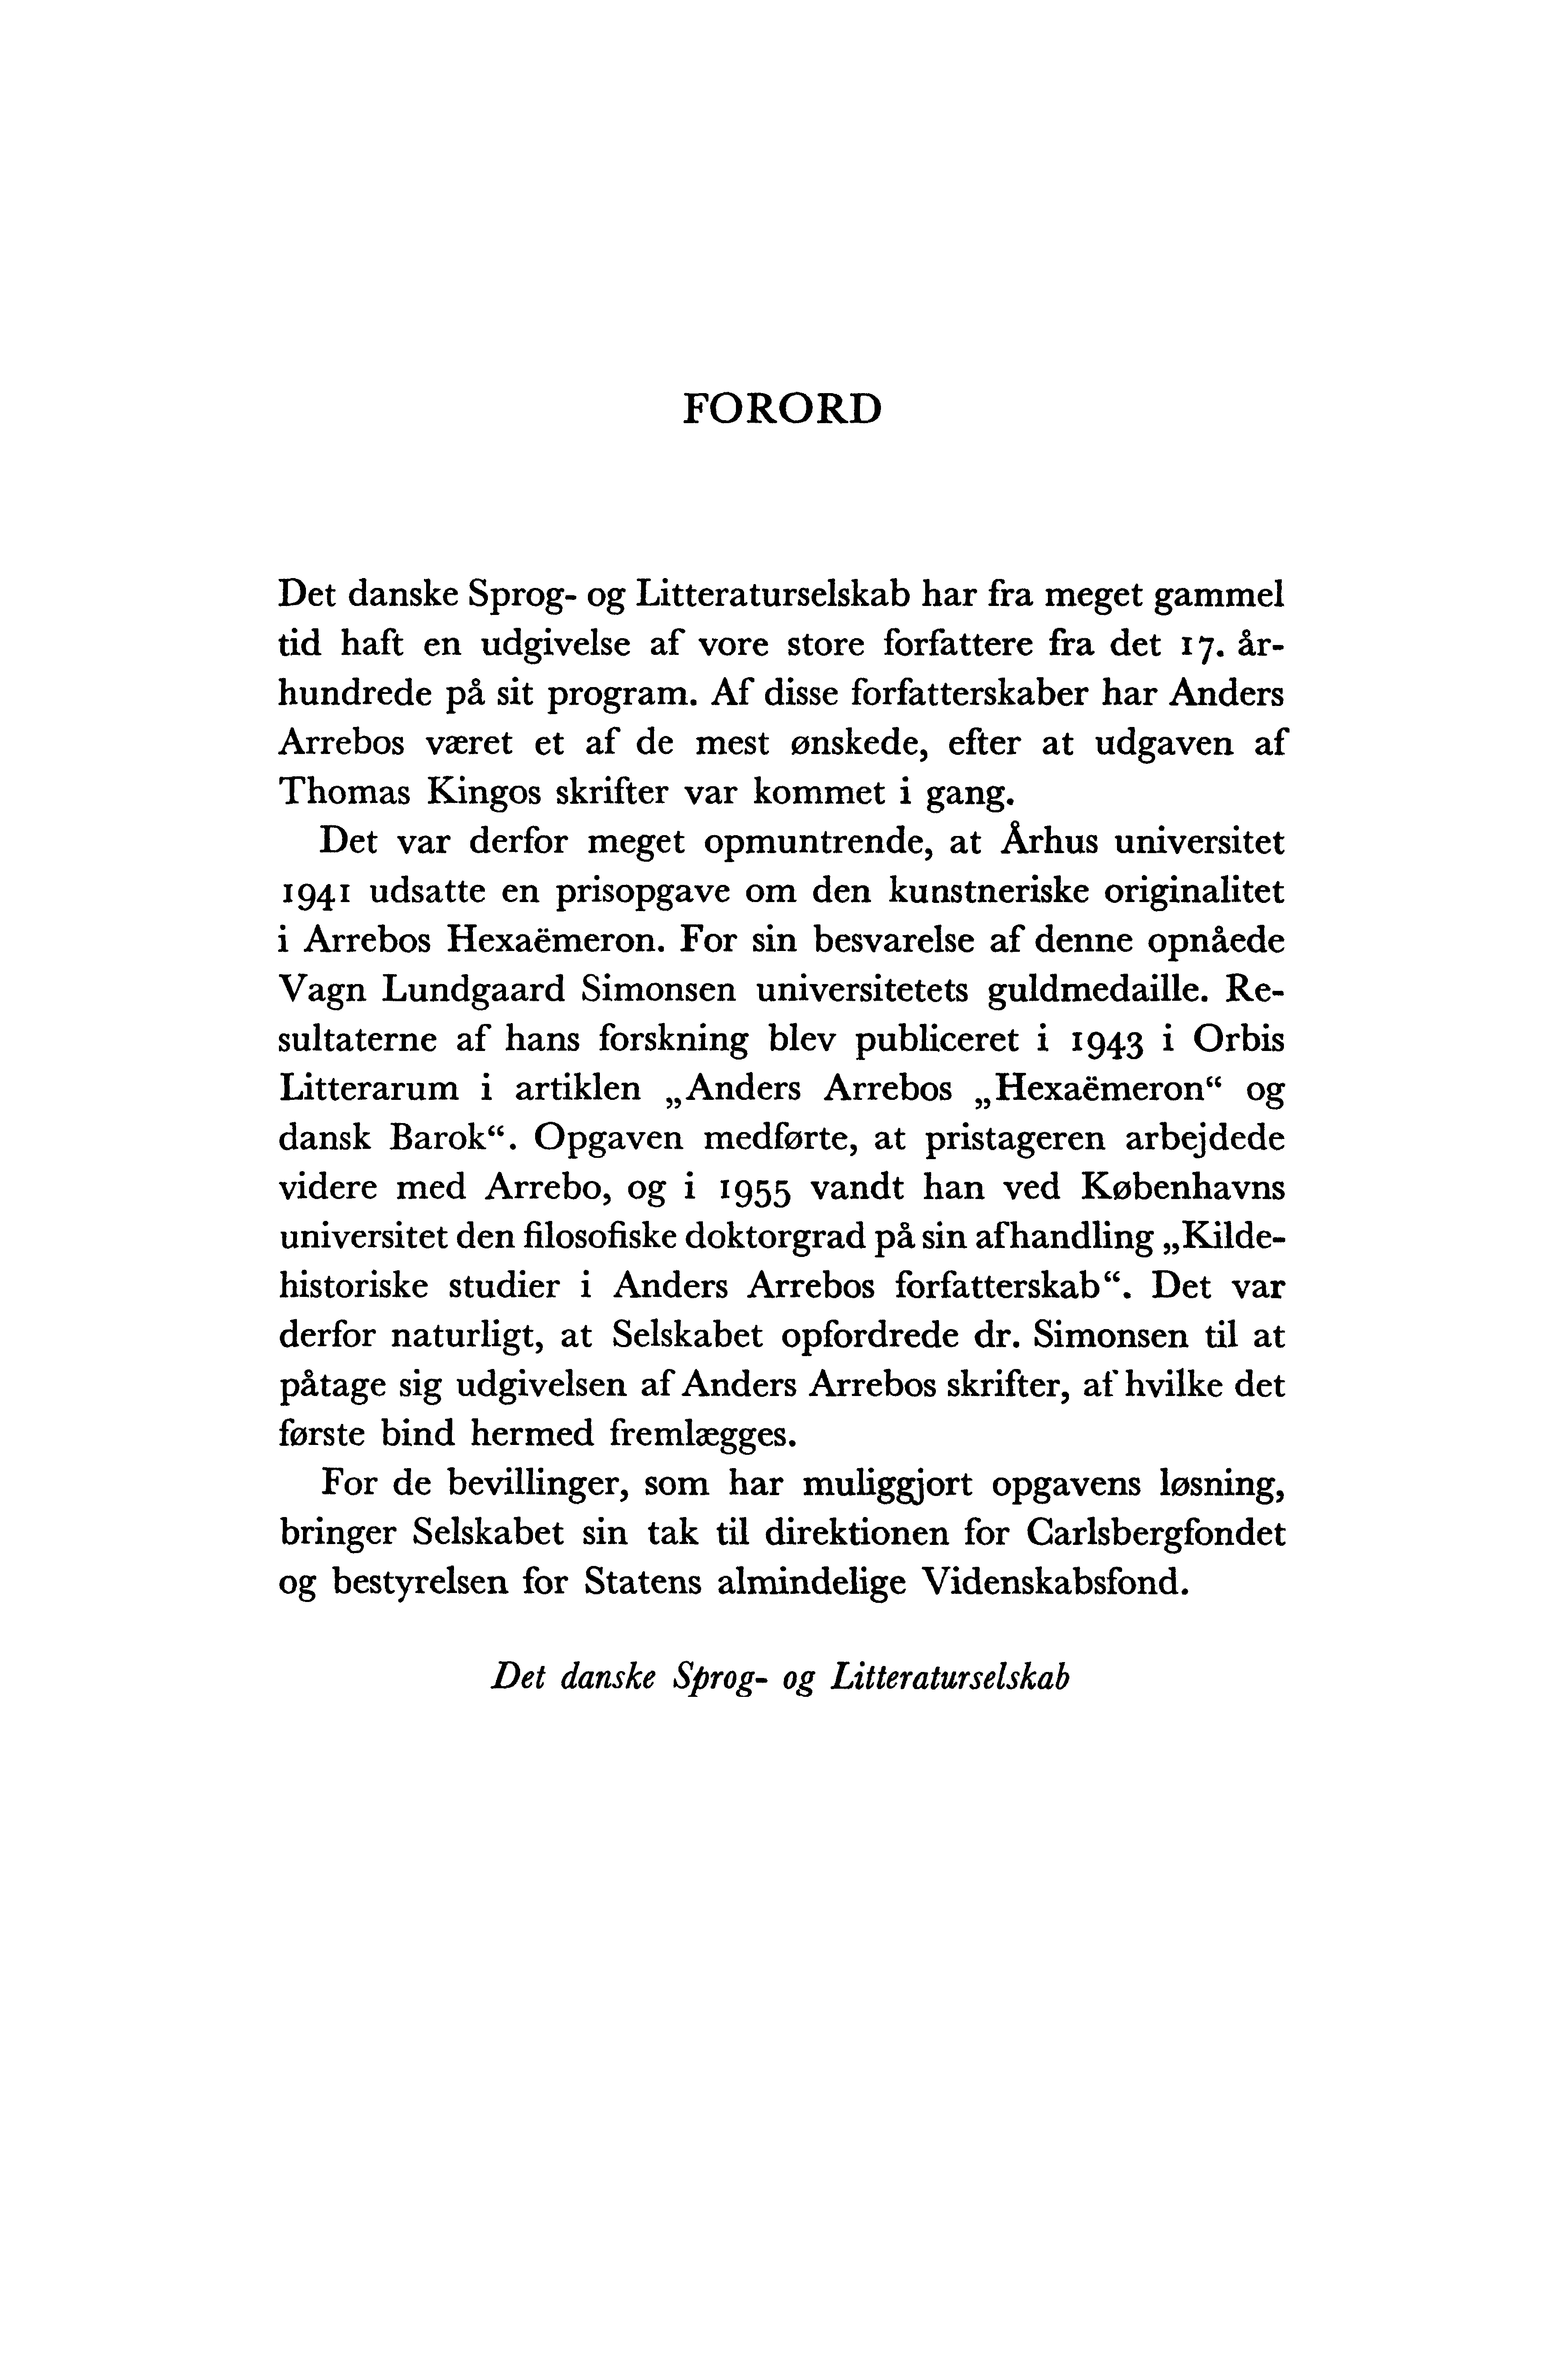 FORORD
Det danske Sprog- og Litteraturselskab har fra meget gammel
tid haft en udgivelse af vore store forfattere fra det 17. år-
hundrede på sit program. Af disse forfatterskaber har Anders
Arrebos været et af de mest ønskede, efter at udgaven af
Thomas Kingos skrifter var kommet i gang.
Det var derfor meget opmuntrende, at Århus universitet
1941 udsatte en prisopgave om den kunstneriske originalitet
i Arrebos Hexaëmeron. For sin besvarelse af denne opnåede
Vagn Lundgaard Simonsen universitetets guldmedaille. Re-
sultaterne af hans forskning blev publiceret i 1943 i Orbis
Litterarum i artiklen „Anders Arrebos „Hexaëmeron“ og
dansk Barok“. Opgaven medførte, at pristageren arbejdede
videre med Arrebo, og i 1955 vandt han ved Københavns
universitet den filosofiske doktorgrad på sin afhandling „Kilde-
historiske studier i Anders Arrebos forfatterskab“. Det var
derfor naturligt, at Selskabet opfordrede dr. Simonsen til at
påtage sig udgivelsen af Anders Arrebos skrifter, af hvilke det
første bind hermed fremlægges.
For de bevillinger, som har muliggjort opgavens løsning,
bringer Selskabet sin tak til direktionen for Carlsbergfondet
og bestyrelsen for Statens almindelige Videnskabsfond.
Det danske Sprog- og Litteraturselskab